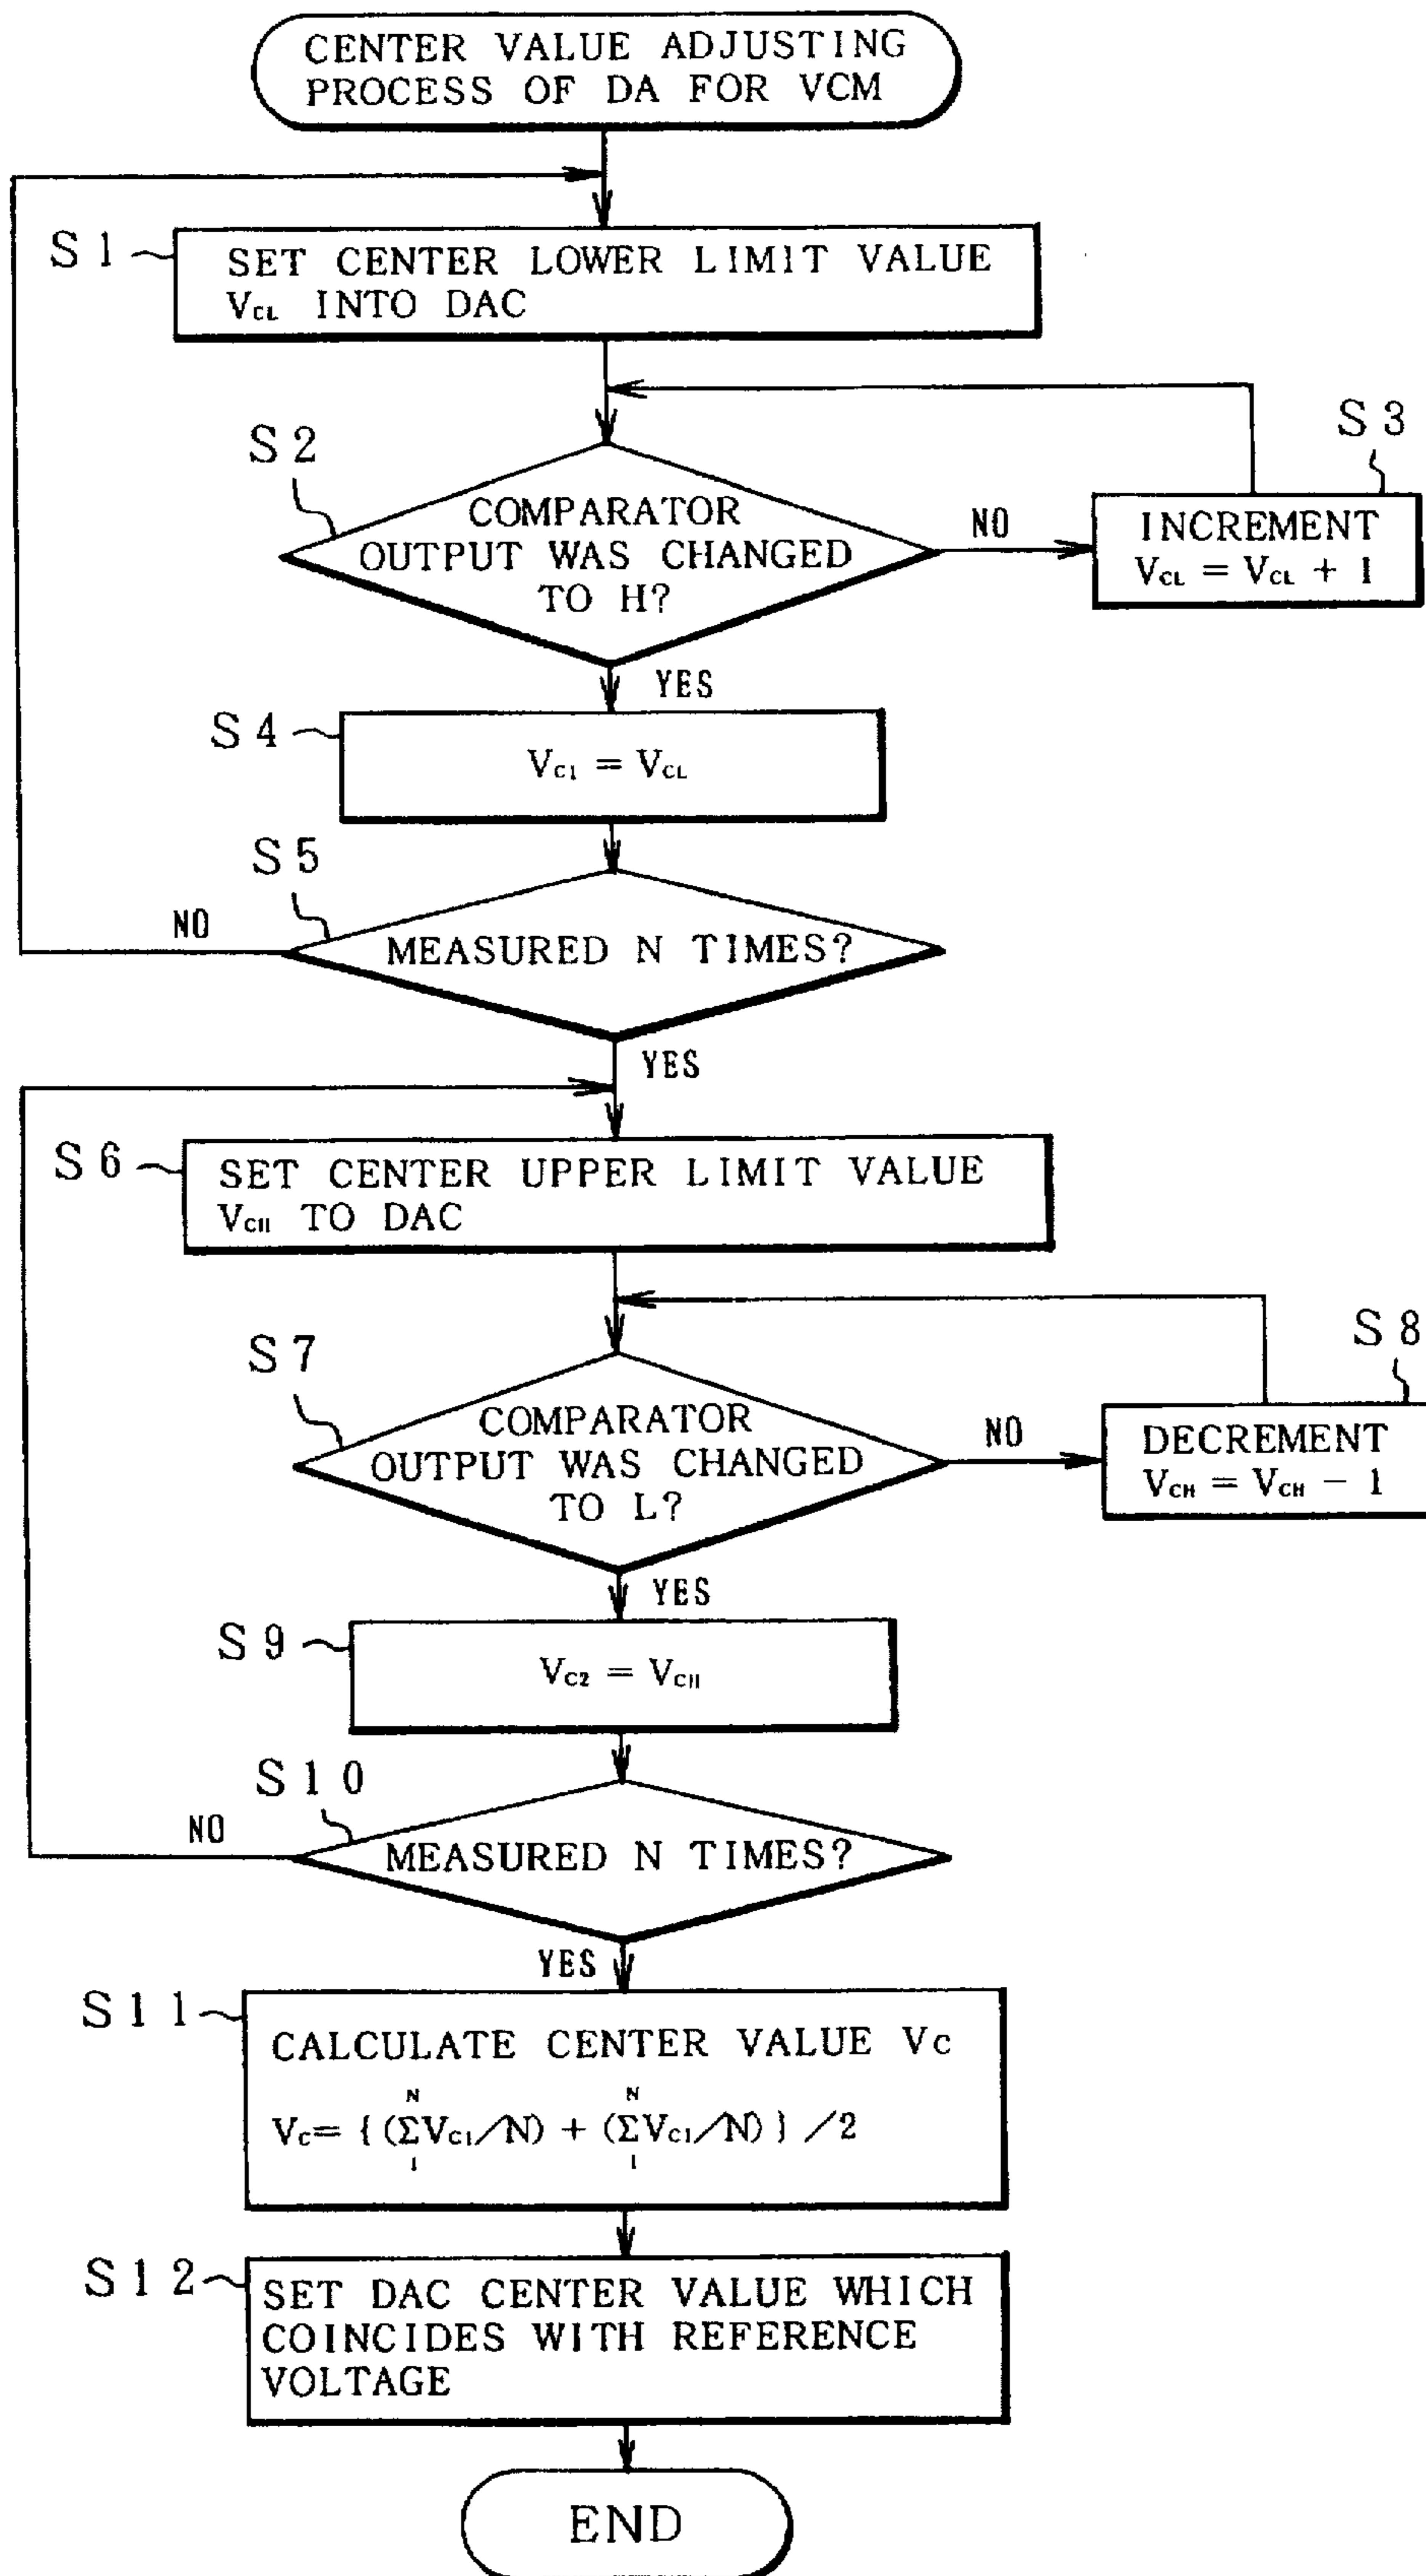 CENTER VALUE ADJUSTING
PROCESS OF DA FOR VCM
S1
SET CENTER LOWER LIMIT VALUE
VCL INTO DAC
S2
COMPARATOR
OUTPUT WAS CHANGED
TO H?
NO
S3
INCREMENT
VCL = VCL + 1
YES
S4
VC1 = VCL
S5
MEASURED N TIMES?
NO
YES
S6
SET CENTER UPPER LIMIT VALUE
VCH TO DAC
S7
COMPARATOR
OUTPUT WAS CHANGED
TO L?
NO
S8
DECREMENT
VCH = VCH - 1
YES
S9
VC2 = VCH
S10
MEASURED N TIMES?
NO
YES
S11
CALCULATE CENTER VALUE VC
N N
VC= { (ΣVC1/N) + (ΣVC1/N) } /2
1 1
S12
SET DAC CENTER VALUE WHICH
COINCIDES WITH REFERENCE
VOLTAGE
END